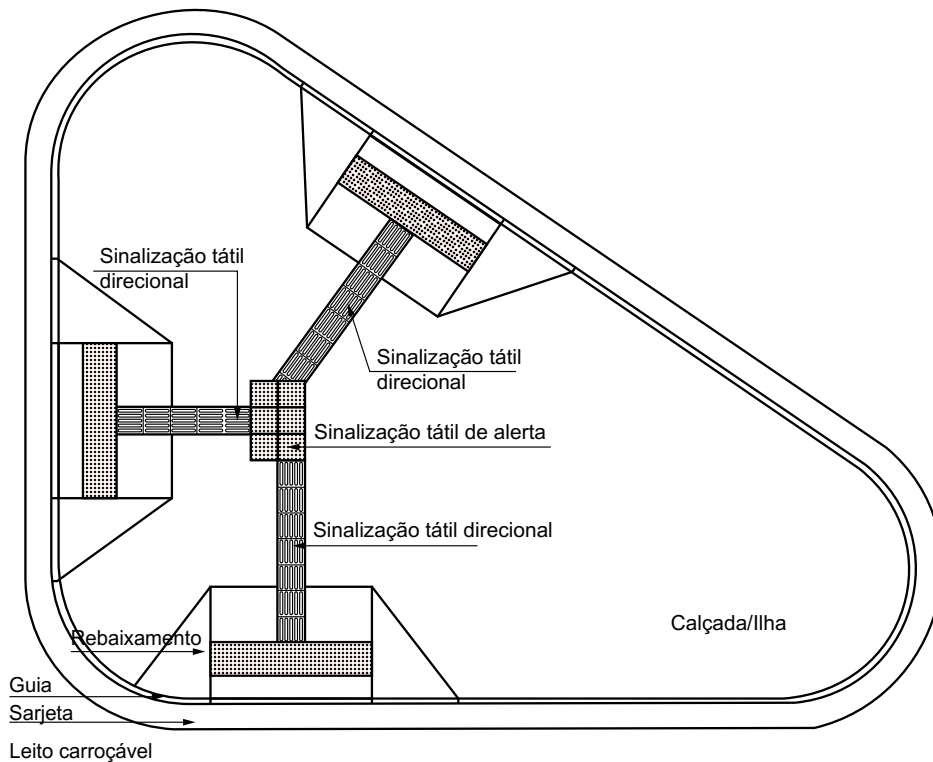 Sinalização tátil
direcional
Sinalização tátil
direcional
Sinalização tátil de alerta
Sinalização tátil direcional
Calçada/Ilha
Rebaixamento
Guia
Sarjeta
Leito carroçável